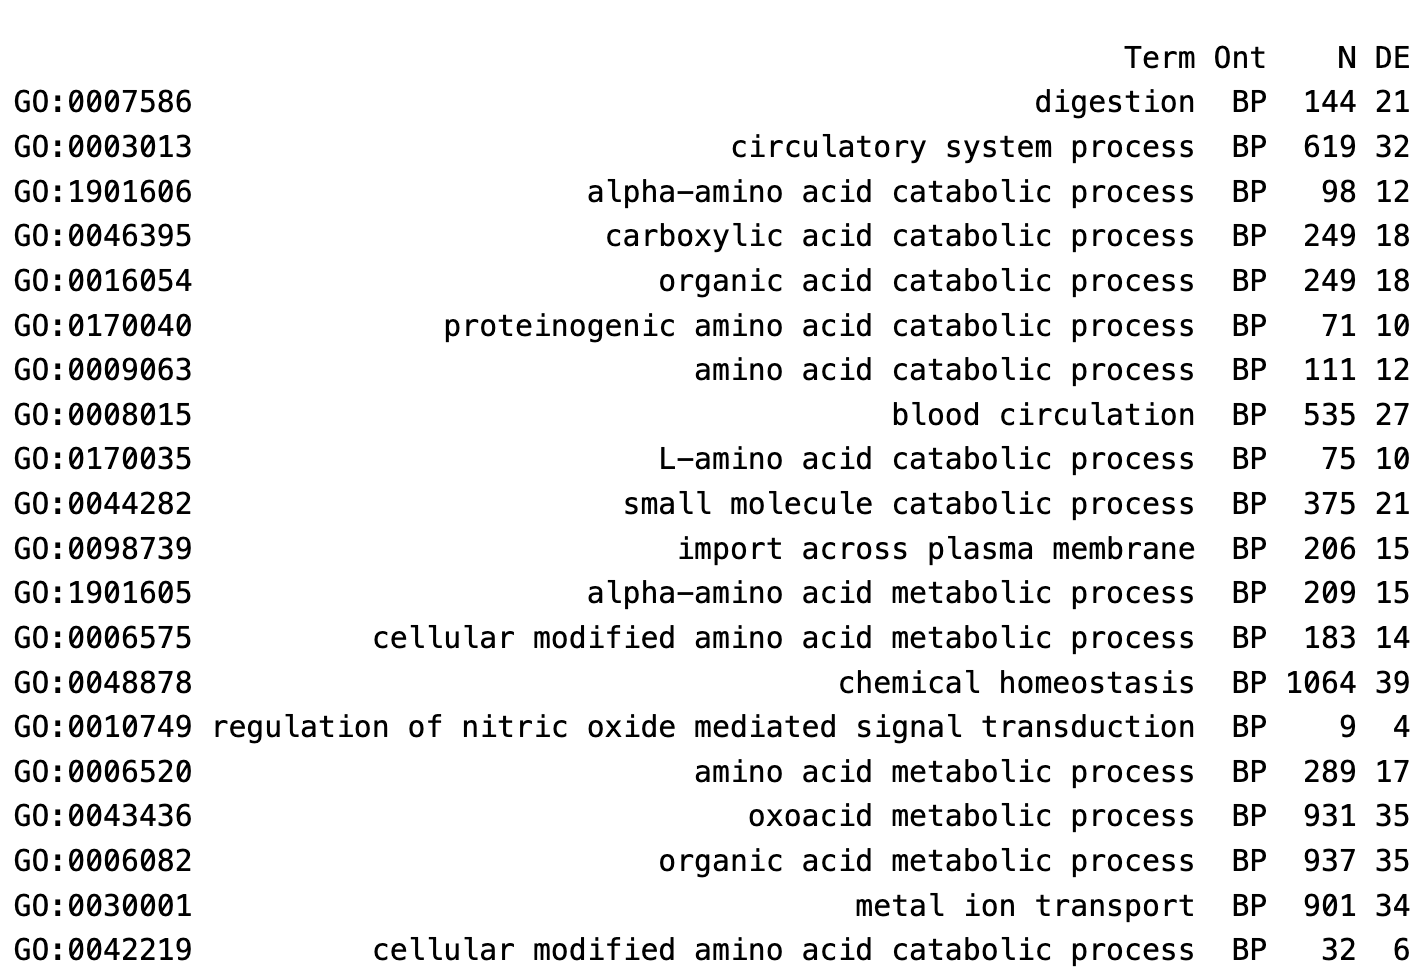 Term Ont N DE
GO:0007586 digestion BP 144 21
GO:0003013 circulatory system process BP 619 32
GO:1901606 alpha-amino acid catabolic process BP 98 12
GO:0046395 carboxylic acid catabolic process BP 249 18
GO:0016054 organic acid catabolic process BP 249 18
GO:0170040 proteinogenic amino acid catabolic process BP 71 10
GO:0009063 amino acid catabolic process BP 111 12
GO:0008015 blood circulation BP 535 27
GO:0170035 L-amino acid catabolic process BP 75 10
GO:0044282 small molecule catabolic process BP 375 21
GO:0098739 import across plasma membrane BP 206 15
GO:1901605 alpha-amino acid metabolic process BP 209 15
GO:0006575 cellular modified amino acid metabolic process BP 183 14
GO:0048878 chemical homeostasis BP 1064 39
GO:0010749 regulation of nitric oxide mediated signal transduction BP 9 4
GO:0006520 amino acid metabolic process BP 289 17
GO:0043436 oxoacid metabolic process BP 931 35
GO:0006082 organic acid metabolic process BP 937 35
GO:0030001 metal ion transport BP 901 34
GO:0042219 cellular modified amino acid catabolic process BP 32 6